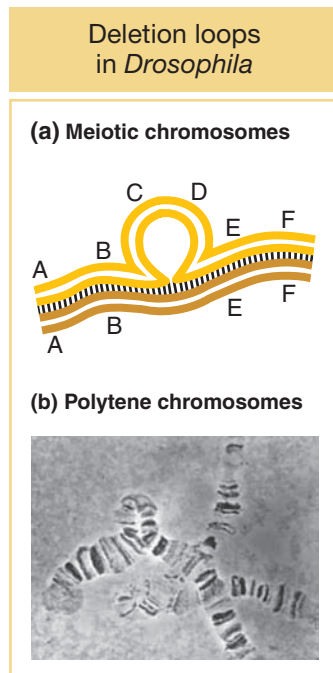 Deletion loops
in Drosophila
(a) Meiotic chromosomes
C D
E F
B
A
B E F
A
(b) Polytene chromosomes